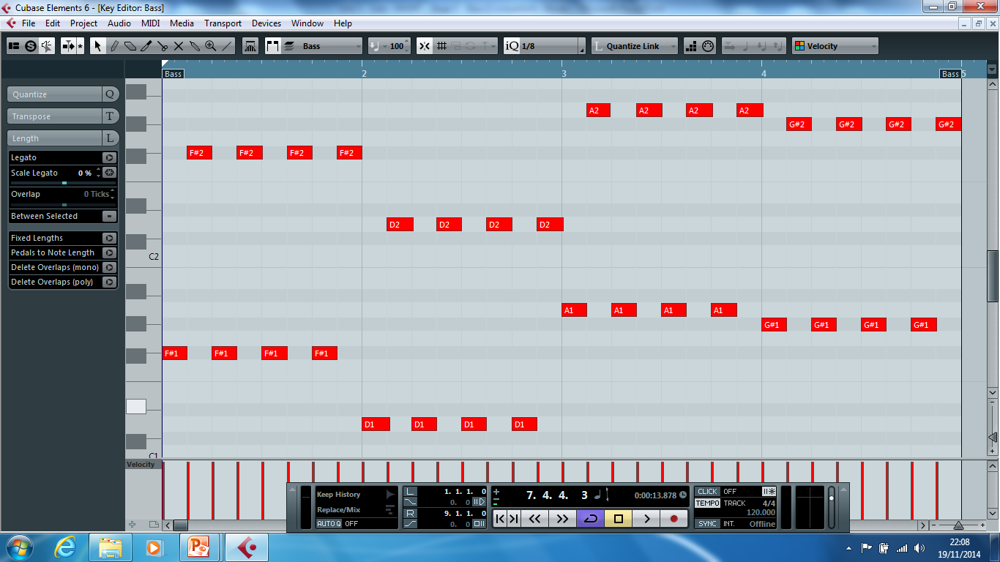 Cubase Elements 6 - [Key Editor: Bass]
File Edit Project Audio MIDI Media Transport Devices Window Help
S Bass 100 iQ 1/8 L Quantize Link Velocity
Bass 2 3 4 Bass 5
Quantize Q
Transpose T
Length L
Legato
Scale Legato 0 %
Overlap 0 Ticks
Between Selected
Fixed Lengths
Pedals to Note Length
Delete Overlaps (mono)
Delete Overlaps (poly)
A2 A2 A2 A2
G#2 G#2 G#2 G#2
F#2 F#2 F#2 F#2
D2 D2 D2 D2
C2
A1 A1 A1 A1
G#1 G#1 G#1 G#1
F#1 F#1 F#1 F#1
D1 D1 D1 D1
C1
Velocity
Keep History
Replace/Mix
AUTO Q OFF
L 1. 1. 1. 0
0. 0
R 9. 1. 1. 0
0. 0
7. 4. 4. 3 0:00:13.878
CLICK OFF
TEMPO TRACK 4/4
120.000
SYNC INT. Offline
22:08
19/11/2014